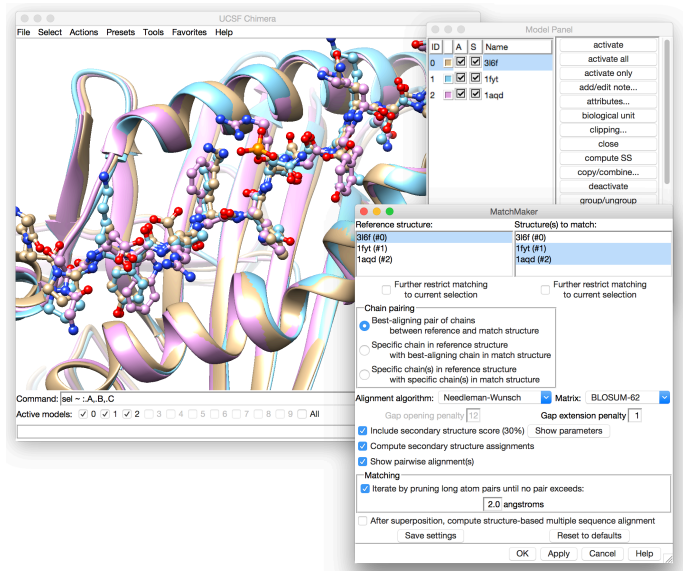 UCSF Chimera
File Select Actions Presets Tools Favorites Help
Command: sel ~ :.A,.B,.C
Active models: 0 1 2 3 4 5 6 7 8 9 All
Model Panel
ID A S Name
0 3l6f
1 1fyt
2 1aqd
activate
activate all
activate only
add/edit note...
attributes...
biological unit
clipping...
close
compute SS
copy/combine...
deactivate
group/ungroup
MatchMaker
Reference structure: Structure(s) to match:
3l6f (#0) 3l6f (#0)
1fyt (#1) 1fyt (#1)
1aqd (#2) 1aqd (#2)
Further restrict matching Further restrict matching
to current selection to current selection
Chain pairing
Best-aligning pair of chains
between reference and match structure
Specific chain in reference structure
with best-aligning chain in match structure
Specific chain(s) in reference structure
with specific chain(s) in match structure
Alignment algorithm: Needleman-Wunsch Matrix: BLOSUM-62
Gap opening penalty 12 Gap extension penalty 1
Include secondary structure score (30%) Show parameters
Compute secondary structure assignments
Show pairwise alignment(s)
Matching
Iterate by pruning long atom pairs until no pair exceeds:
2.0 angstroms
After superposition, compute structure-based multiple sequence alignment
Save settings Reset to defaults
OK Apply Cancel Help